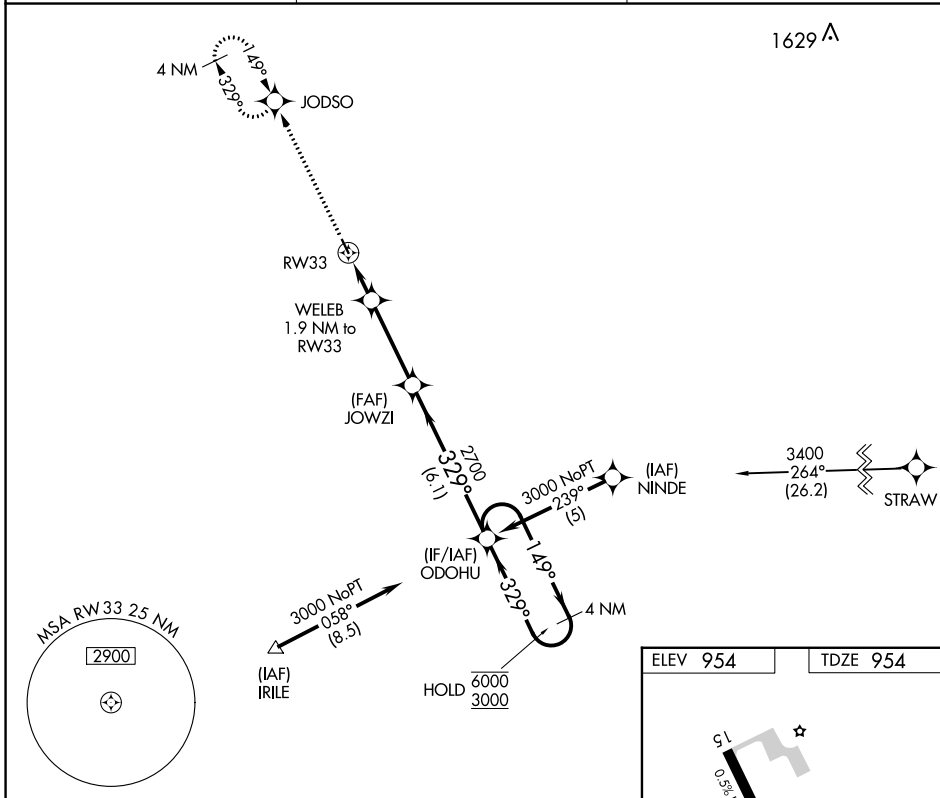 1629
4 NM
149°
329°
JODSO
RW33
WELEB
1.9 NM to
RW33
(FAF)
JOWZI
2700
329°
(6.1)
3000 NoPT
239°
(5)
(IAF)
NINDE
3400
264°
(26.2)
STRAW
(IF/IAF)
ODOHU
149°
329°
4 NM
3000 NoPT
058°
(8.5)
(IAF)
IRILE
HOLD 6000
3000
MSA RW 33 25 NM
2900
ELEV 954
TDZE 954
15
0.5%